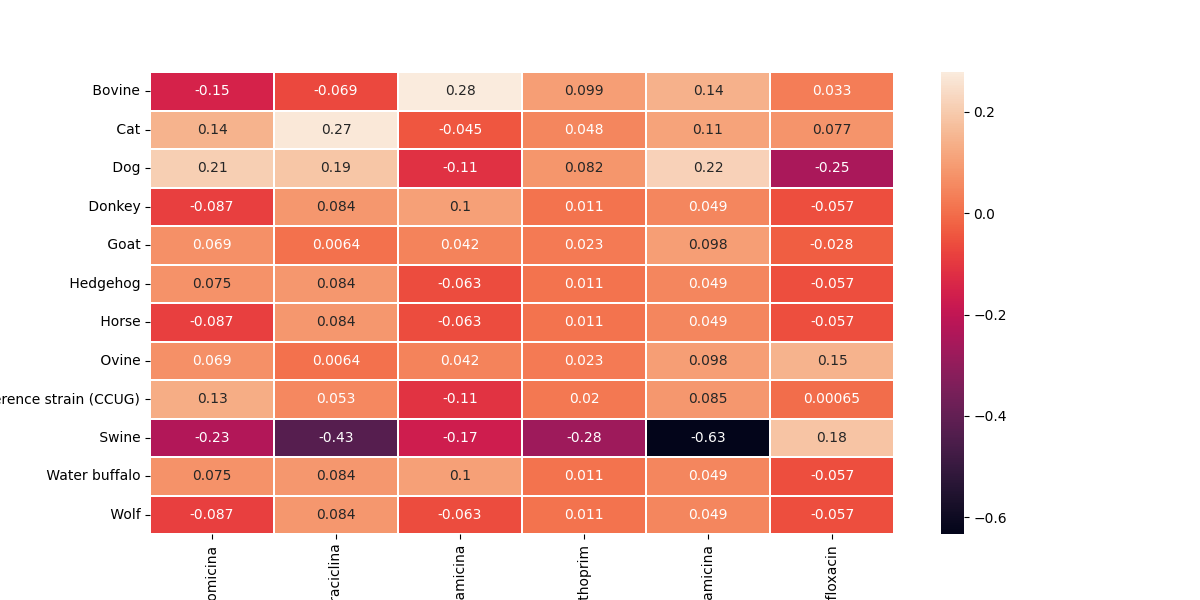 Bovine -0.15 -0.069 0.28 0.099 0.14 0.033
Cat 0.14 0.27 -0.045 0.048 0.11 0.077
Dog 0.21 0.19 -0.11 0.082 0.22 -0.25
Donkey -0.087 0.084 0.1 0.011 0.049 -0.057
Goat 0.069 0.0064 0.042 0.023 0.098 -0.028
Hedgehog 0.075 0.084 -0.063 0.011 0.049 -0.057
Horse -0.087 0.084 -0.063 0.011 0.049 -0.057
Ovine 0.069 0.0064 0.042 0.023 0.098 0.15
erence strain (CCUG) 0.13 0.053 -0.11 0.02 0.085 0.00065
Swine -0.23 -0.43 -0.17 -0.28 -0.63 0.18
Water buffalo 0.075 0.084 0.1 0.011 0.049 -0.057
Wolf -0.087 0.084 -0.063 0.011 0.049 -0.057
omicina raciclina amicina thoprim amicina floxacin
0.2
0.0
−0.2
−0.4
−0.6